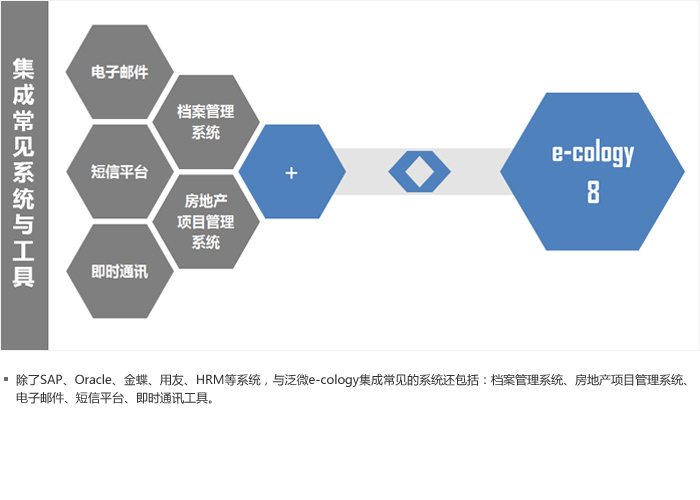 集成常见系统与工具
电子邮件
档案管理
系统
短信平台
房地产
项目管理
系统
即时通讯
+
e-cology
8
除了SAP、Oracle、金蝶、用友、HRM等系统，与泛微e-cology集成常见的系统还包括：档案管理系统、房地产项目管理系统、
电子邮件、短信平台、即时通讯工具。